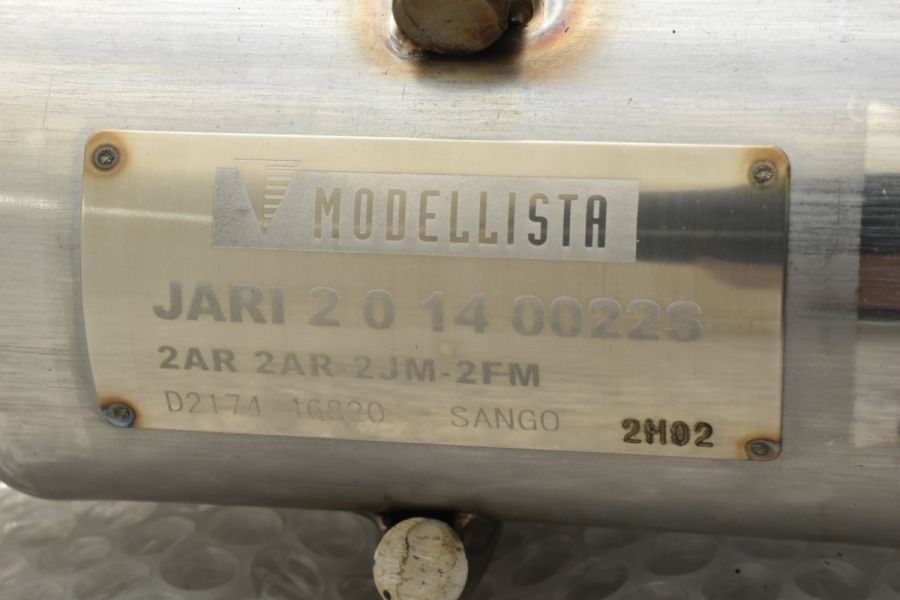 MODELLISTA
JARI 2 0 14 0022S
2AR 2AR-2JM-2FM
D2174 16820 SANGO 2H02